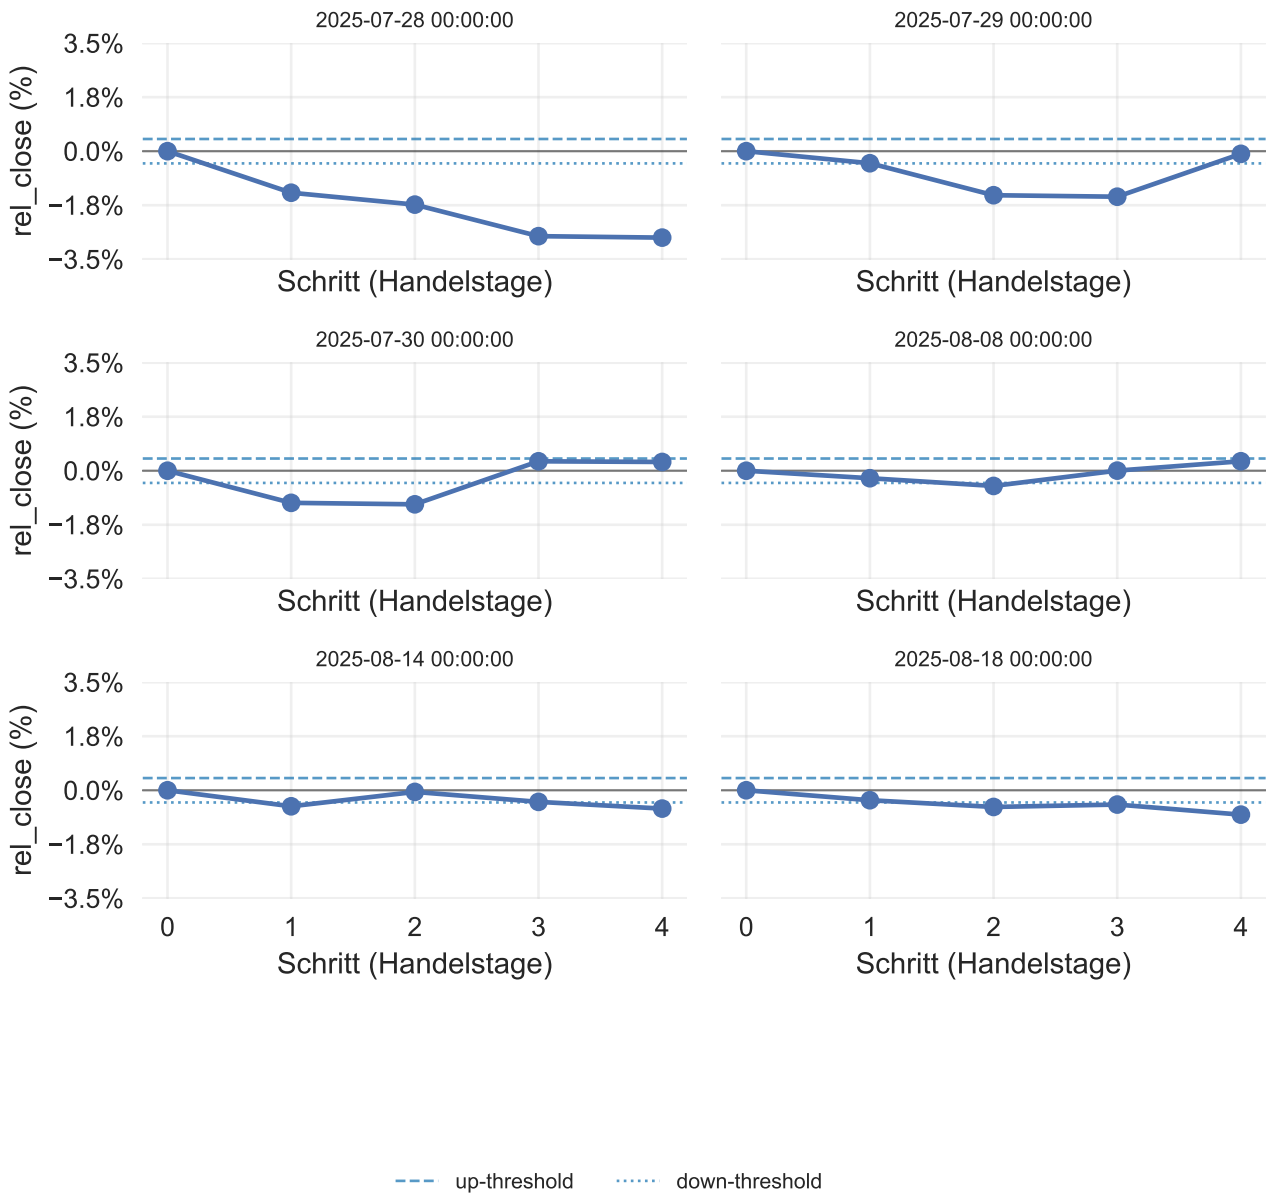 2025-07-28 00:00:00
2025-07-29 00:00:00
3.5%
1.8%
0.0%
−1.8%
−3.5%
rel_close (%)
Schritt (Handelstage)
Schritt (Handelstage)
2025-07-30 00:00:00
2025-08-08 00:00:00
3.5%
1.8%
0.0%
−1.8%
−3.5%
rel_close (%)
Schritt (Handelstage)
Schritt (Handelstage)
2025-08-14 00:00:00
2025-08-18 00:00:00
3.5%
1.8%
0.0%
−1.8%
−3.5%
rel_close (%)
0 1 2 3 4
0 1 2 3 4
Schritt (Handelstage)
Schritt (Handelstage)
up-threshold
down-threshold